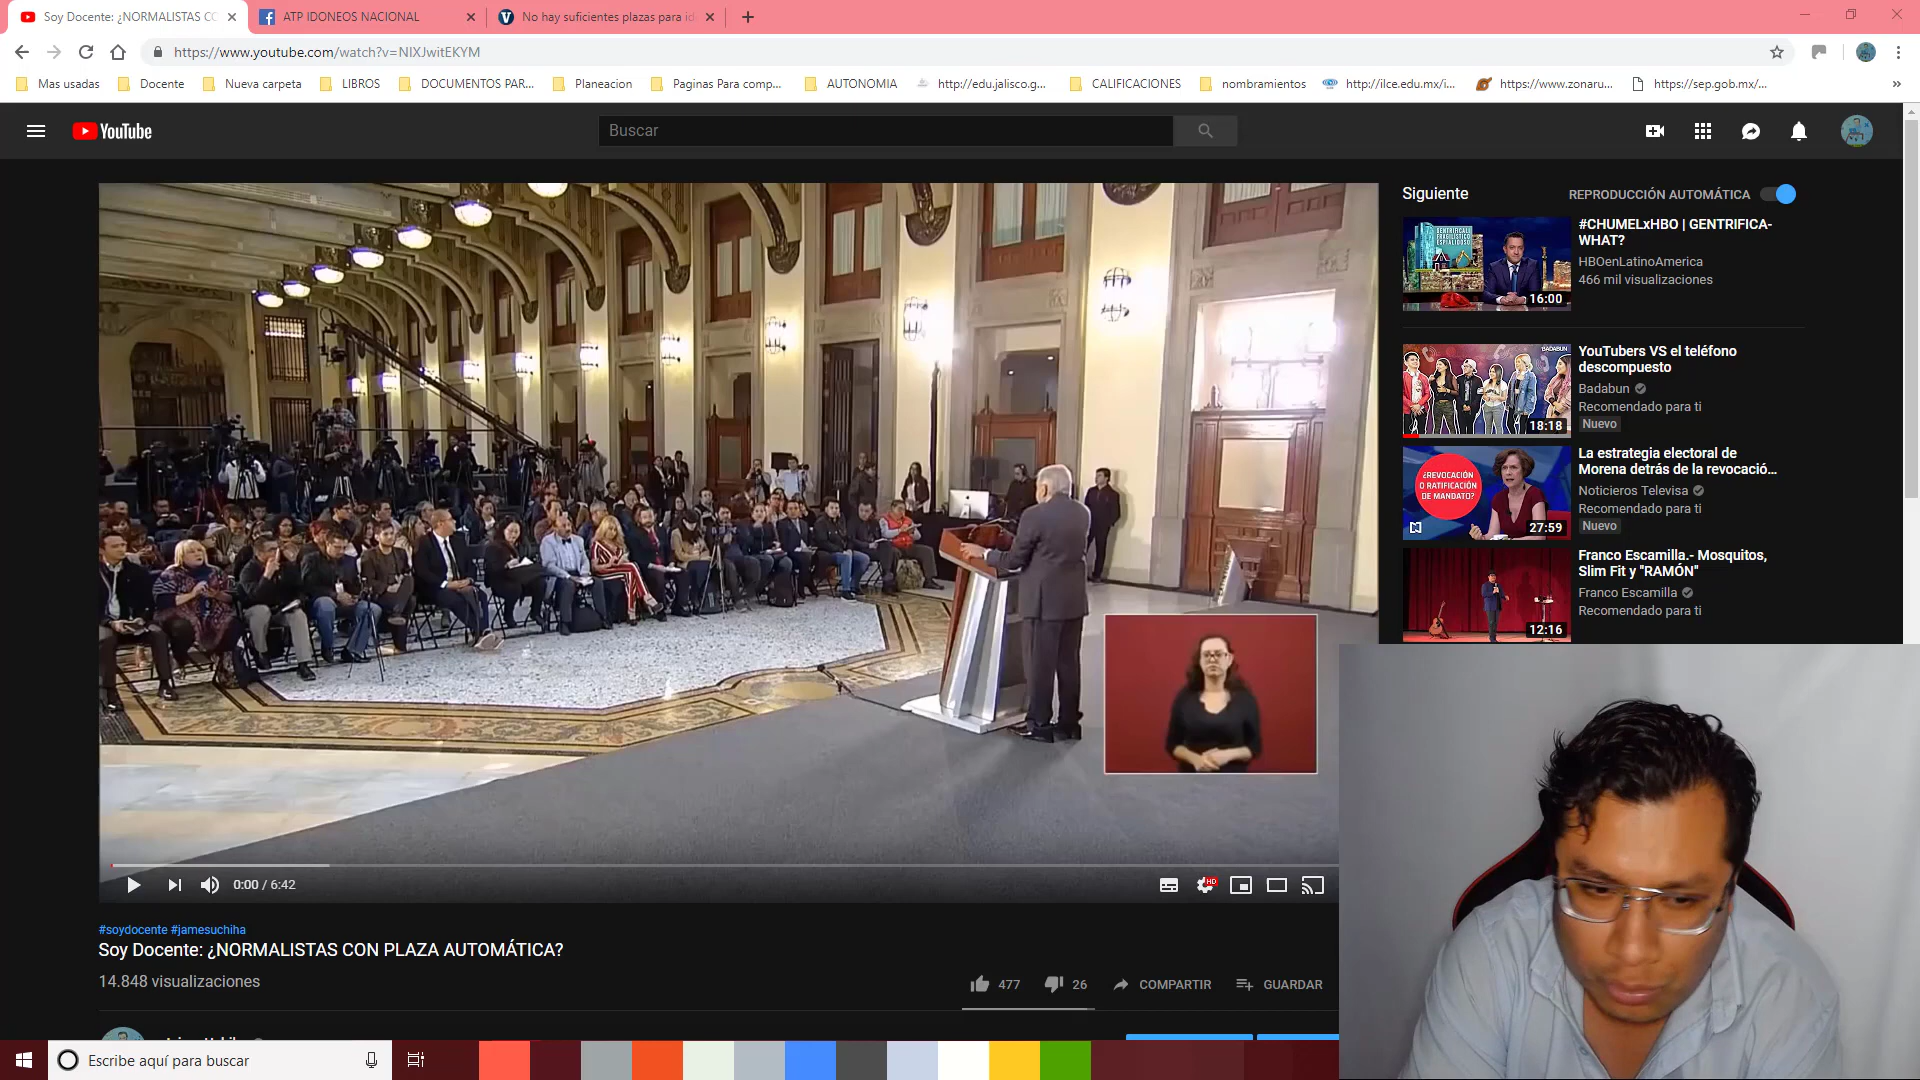 Soy Docente: ¿NORMALISTAS CO
ATP IDONEOS NACIONAL
No hay suficientes plazas para id
https://www.youtube.com/watch?v=NIXJwitEKYM
Mas usadas
Docente
Nueva carpeta
LIBROS
DOCUMENTOS PAR...
Planeacion
Paginas Para comp...
AUTONOMIA
http://edu.jalisco.g...
CALIFICACIONES
nombramientos
http://ilce.edu.mx/i...
https://www.zonaru...
https://sep.gob.mx/...
YouTube
Buscar
Siguiente
REPRODUCCIÓN AUTOMÁTICA
#CHUMELxHBO | GENTRIFICA-
WHAT?
HBOenLatinoAmerica
466 mil visualizaciones
16:00
YouTubers VS el teléfono
descompuesto
Badabun
Recomendado para ti
Nuevo
BADABUN
18:18
La estrategia electoral de
Morena detrás de la revocació...
Noticieros Televisa
Recomendado para ti
Nuevo
¿REVOCACIÓN
O RATIFICACIÓN
DE MANDATO?
27:59
Franco Escamilla.- Mosquitos,
Slim Fit y "RAMÓN"
Franco Escamilla
Recomendado para ti
12:16
0:00 / 6:42
HD
#soydocente #jamesuchiha
Soy Docente: ¿NORMALISTAS CON PLAZA AUTOMÁTICA?
14.848 visualizaciones
477
26
COMPARTIR
GUARDAR
Escribe aquí para buscar